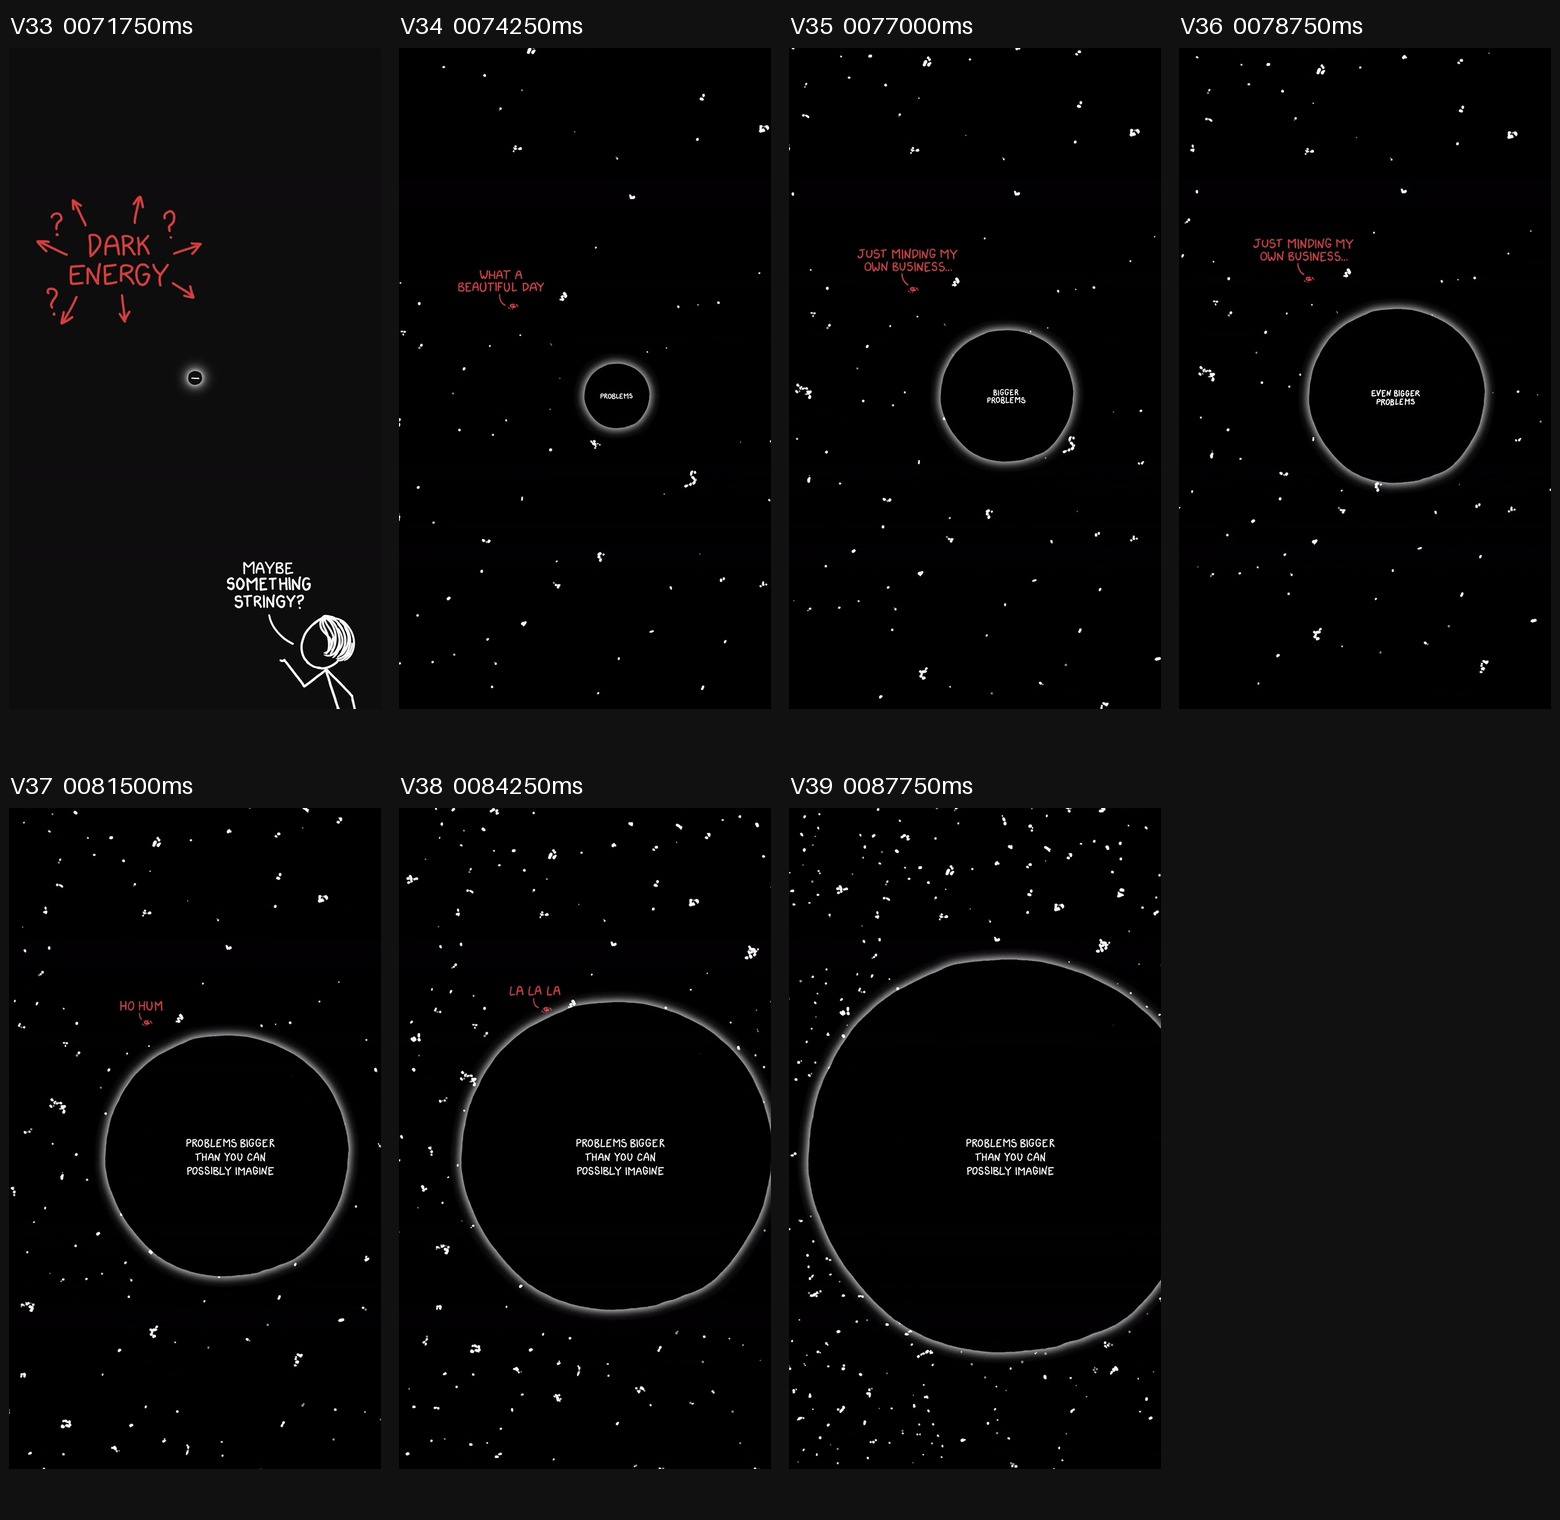 V33 0071750ms
?
?
DARK
ENERGY
?
MAYBE
SOMETHING
STRINGY?
V34 0074250ms
WHAT A
BEAUTIFUL DAY
PROBLEMS
V35 0077000ms
JUST MINDING MY
OWN BUSINESS...
BIGGER
PROBLEMS
V36 0078750ms
JUST MINDING MY
OWN BUSINESS...
EVEN BIGGER
PROBLEMS
V37 0081500ms
HO HUM
PROBLEMS BIGGER
THAN YOU CAN
POSSIBLY IMAGINE
V38 0084250ms
LA LA LA
PROBLEMS BIGGER
THAN YOU CAN
POSSIBLY IMAGINE
V39 0087750ms
PROBLEMS BIGGER
THAN YOU CAN
POSSIBLY IMAGINE